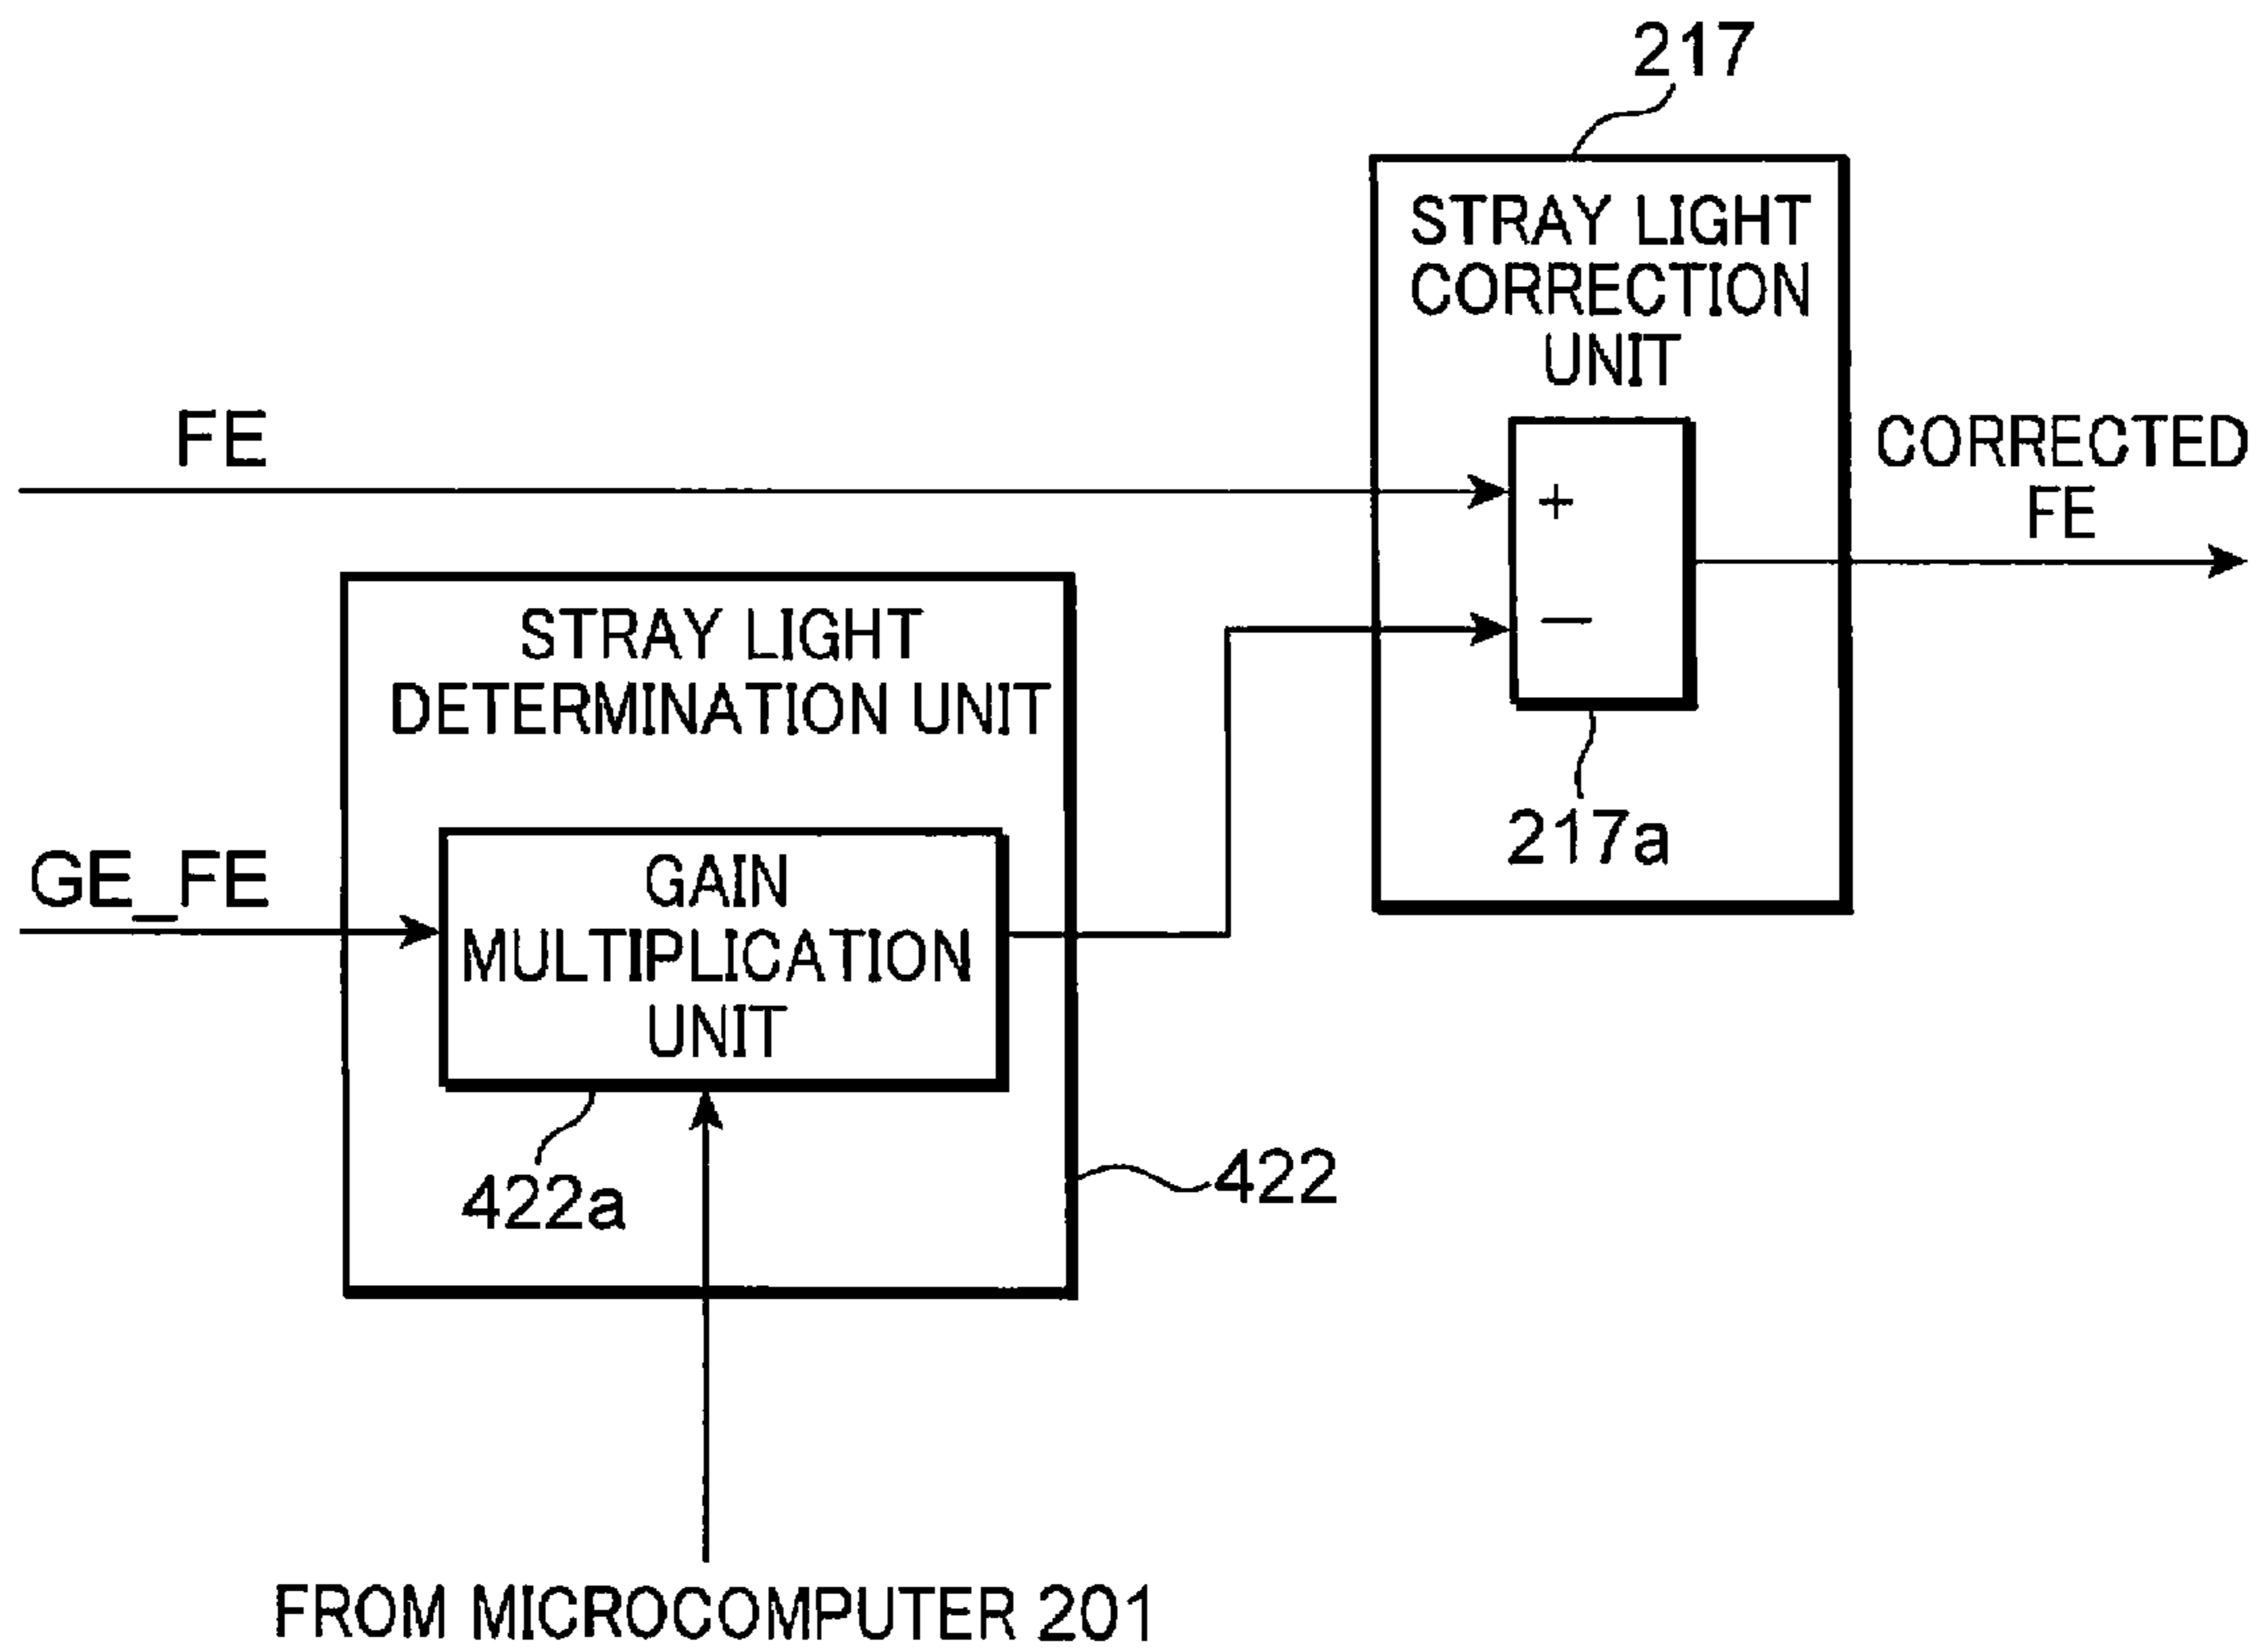 217
STRAY LIGHT
CORRECTION
UNIT
FE
CORRECTED
FE
+
—
STRAY LIGHT
DETERMINATION UNIT
217a
GE_FE
GAIN
MULTIPLICATION
UNIT
422a
422
FROM MICROCOMPUTER 201